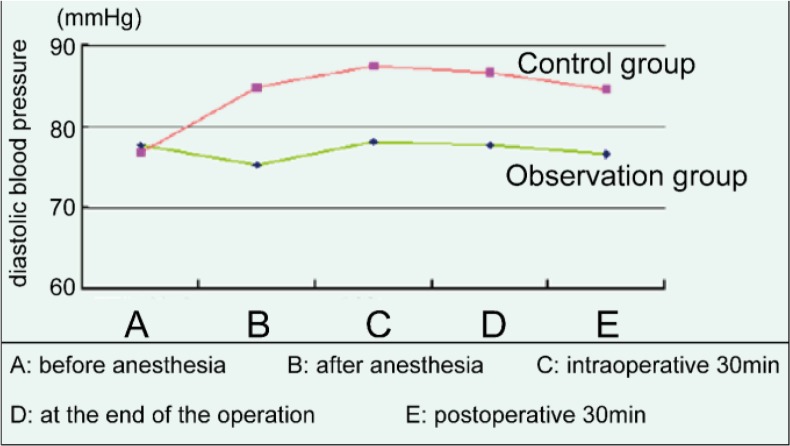 (mmHg)
diastolic blood pressure
90
80
70
60
Control group
Observation group
A B C D E
A: before anesthesia B: after anesthesia C: intraoperative 30min
D: at the end of the operation E: postoperative 30min